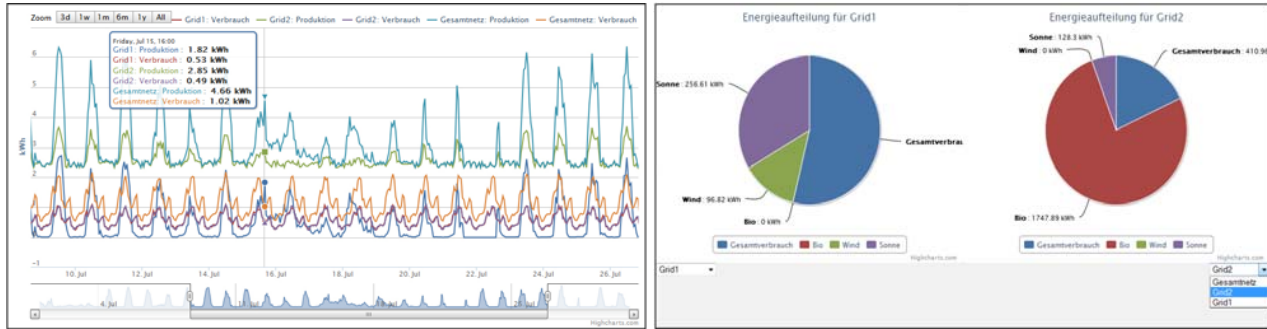 Zoom 3d 1w 1m 6m 1y All Grid1: Verbrauch Grid2: Produktion Grid2: Verbrauch Gesamtnetz: Produktion Gesamtnetz: Verbrauch
Friday, Jul 15, 16:00
Grid1: Produktion : 1.82 kWh
Grid1: Verbrauch : 0.53 kWh
Grid2: Produktion : 2.85 kWh
Grid2: Verbrauch : 0.49 kWh
Gesamtnetz: Produktion : 4.66 kWh
Gesamtnetz: Verbrauch : 1.02 kWh
6
5
4
3
2
1
0
-1
kWh
10. Jul 12. Jul 14. Jul 16. Jul 18. Jul 20. Jul 22. Jul 24. Jul 26. Jul
4. Jul
Highcharts.com
Energieaufteilung für Grid1
Sonne : 256.61 kWh
Gesamtverbrau
Wind : 96.82 kWh
Bio : 0 kWh
Gesamtverbrauch Bio Wind Sonne
Highcharts.com
Grid1
Energieaufteilung für Grid2
Sonne : 128.3 kWh
Wind : 0 kWh
Gesamtverbrauch : 410.96
Bio : 1747.89 kWh
Gesamtverbrauch Bio Wind Sonne
Highcharts.com
Grid2
Gesamtnetz
Grid2
Grid1